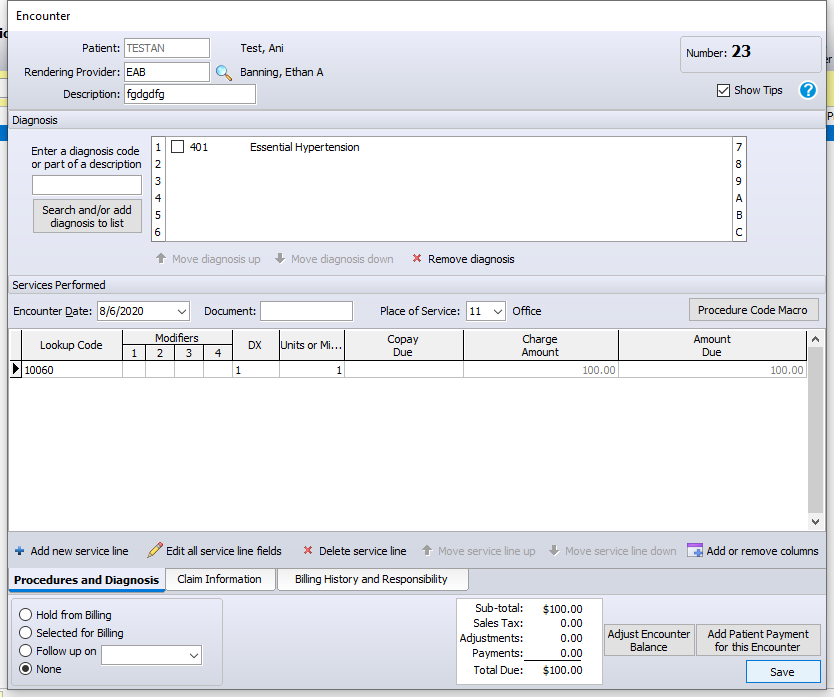 Encounter
Patient: TESTAN Test, Ani
Number: 23
Rendering Provider: EAB Banning, Ethan A
Description: fgdgdfg
Show Tips ?
Diagnosis
Enter a diagnosis code
or part of a description
Search and/or add
diagnosis to list
1 401 Essential Hypertension 7
2 8
3 9
4 A
5 B
6 C
Move diagnosis up Move diagnosis down Remove diagnosis
Services Performed
Encounter Date: 8/6/2020 Document: Place of Service: 11 Office Procedure Code Macro
Lookup Code Modifiers DX Units or Mi... Copay Due Charge Amount Amount Due
1 2 3 4
10060 1 1 100.00 100.00
Add new service line Edit all service line fields Delete service line Move service line up Move service line down Add or remove columns
Procedures and Diagnosis Claim Information Billing History and Responsibility
Hold from Billing
Selected for Billing
Follow up on
None
Sub-total: $100.00
Sales Tax: 0.00
Adjustments: 0.00
Payments: 0.00
Total Due: $100.00
Adjust Encounter
Balance
Add Patient Payment
for this Encounter
Save